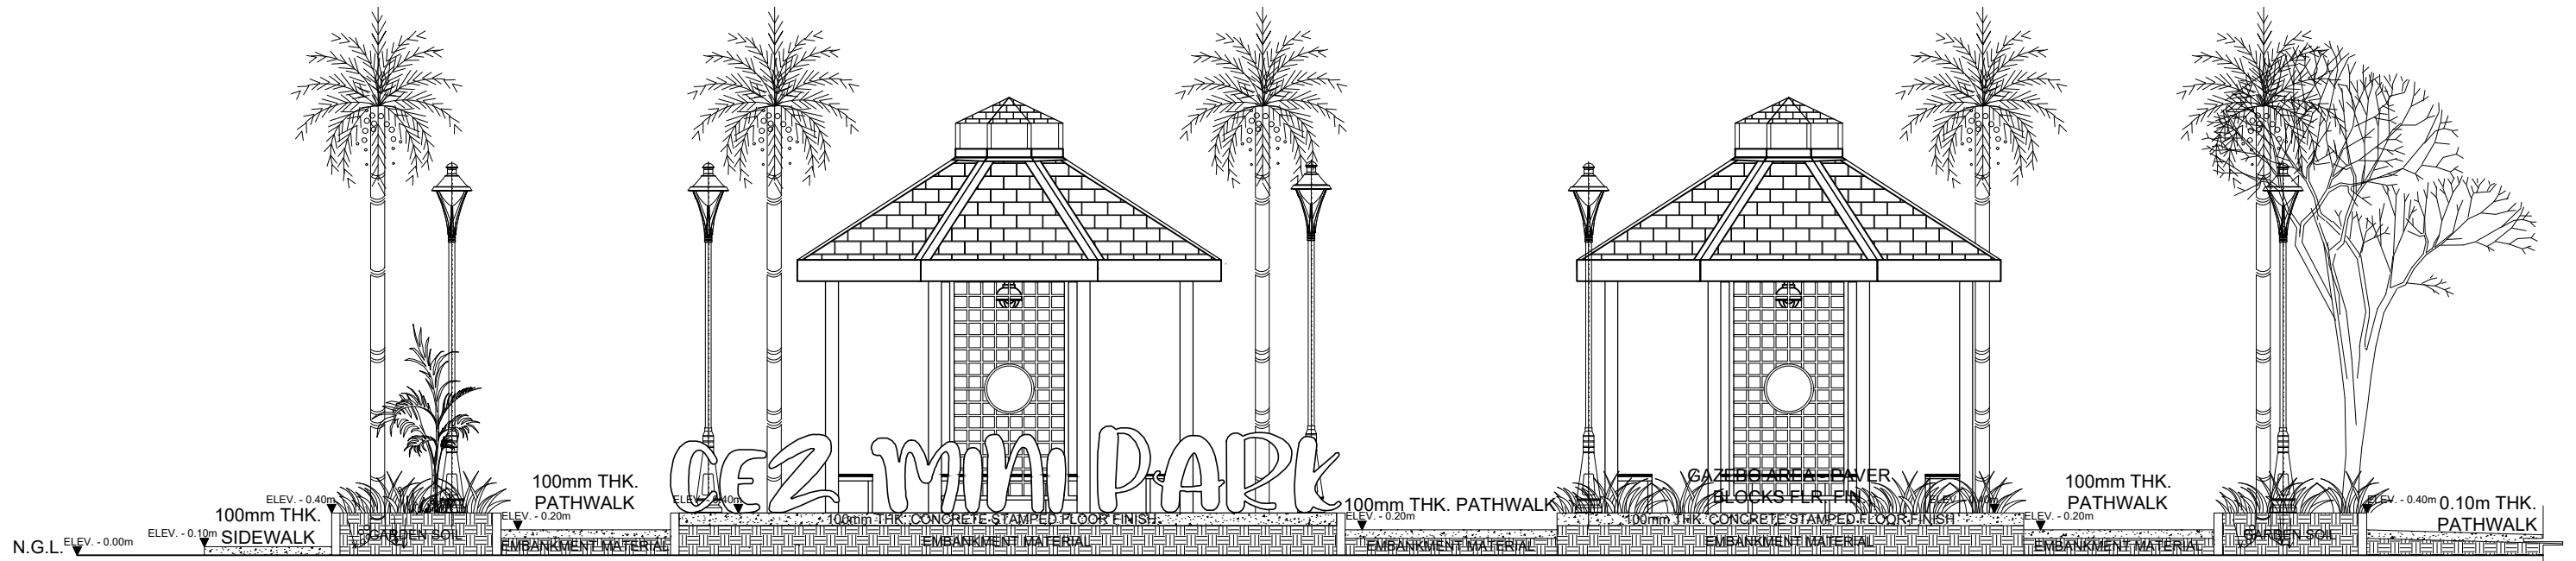 CEZ MINI PARK
N.G.L.
ELEV. - 0.00m
ELEV. - 0.10m
100mm THK.
SIDEWALK
ELEV. - 0.40m
GARDEN SOIL
100mm THK.
PATHWALK
ELEV. - 0.20m
EMBANKMENT MATERIAL
ELEV. - 0.40m
100mm THK. CONCRETE STAMPED FLOOR FINISH
EMBANKMENT MATERIAL
100mm THK. PATHWALK
ELEV. - 0.20m
EMBANKMENT MATERIAL
GAZEBO AREA - PAVER
BLOCKS FLR. FIN.
ELEV. - 0.40m
100mm THK. CONCRETE STAMPED FLOOR FINISH
EMBANKMENT MATERIAL
100mm THK.
PATHWALK
ELEV. - 0.20m
EMBANKMENT MATERIAL
GARDEN SOIL
ELEV. - 0.40m
0.10m THK.
PATHWALK